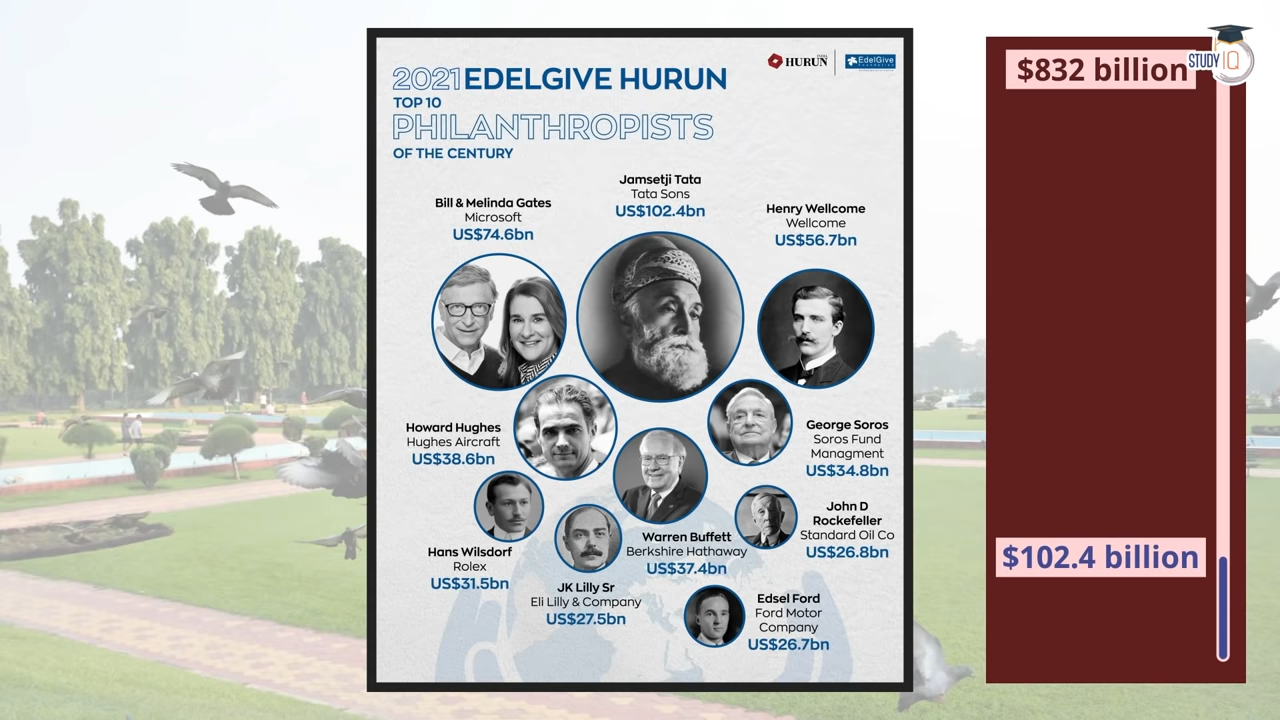 2021 EDELGIVE HURUN
TOP 10
PHILANTHROPISTS
OF THE CENTURY
HURUN
EdelGive
Jamsetji Tata
Tata Sons
US$102.4bn
Bill & Melinda Gates
Microsoft
US$74.6bn
Henry Wellcome
Wellcome
US$56.7bn
Howard Hughes
Hughes Aircraft
US$38.6bn
George Soros
Soros Fund
Managment
US$34.8bn
Hans Wilsdorf
Rolex
US$31.5bn
JK Lilly Sr
Eli Lilly & Company
US$27.5bn
Warren Buffett
Berkshire Hathaway
US$37.4bn
John D
Rockefeller
Standard Oil Co
US$26.8bn
Edsel Ford
Ford Motor
Company
US$26.7bn
$832 billion
STUDY IQ
$102.4 billion